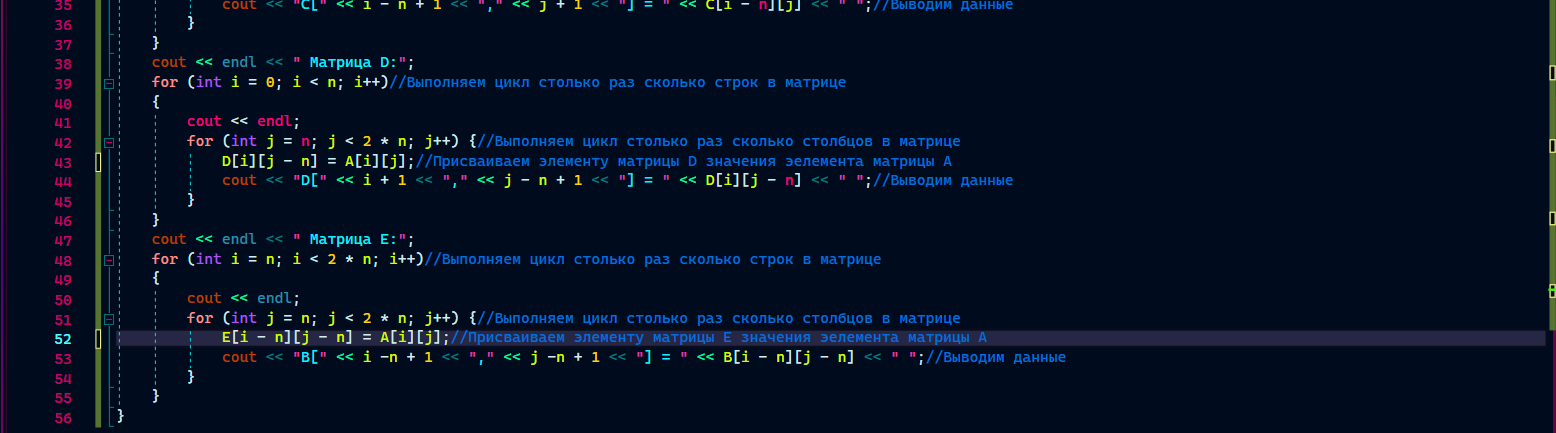 35 cout << "C[" << i - n + 1 << "," << j + 1 << "] = " << C[i - n][j] << " ";//Выводим данные
36 }
37 }
38 cout << endl << " Матрица D:";
39 for (int i = 0; i < n; i++)//Выполняем цикл столько раз сколько строк в матрице
40 {
41 cout << endl;
42 for (int j = n; j < 2 * n; j++) {//Выполняем цикл столько раз сколько столбцов в матрице
43 D[i][j - n] = A[i][j];//Присваиваем элементу матрицы D значения эелемента матрицы A
44 cout << "D[" << i + 1 << "," << j - n + 1 << "] = " << D[i][j - n] << " ";//Выводим данные
45 }
46 }
47 cout << endl << " Матрица E:";
48 for (int i = n; i < 2 * n; i++)//Выполняем цикл столько раз сколько строк в матрице
49 {
50 cout << endl;
51 for (int j = n; j < 2 * n; j++) {//Выполняем цикл столько раз сколько столбцов в матрице
52 E[i - n][j - n] = A[i][j];//Присваиваем элементу матрицы E значения эелемента матрицы A
53 cout << "B[" << i -n + 1 << "," << j -n + 1 << "] = " << B[i - n][j - n] << " ";//Выводим данные
54 }
55 }
56 }